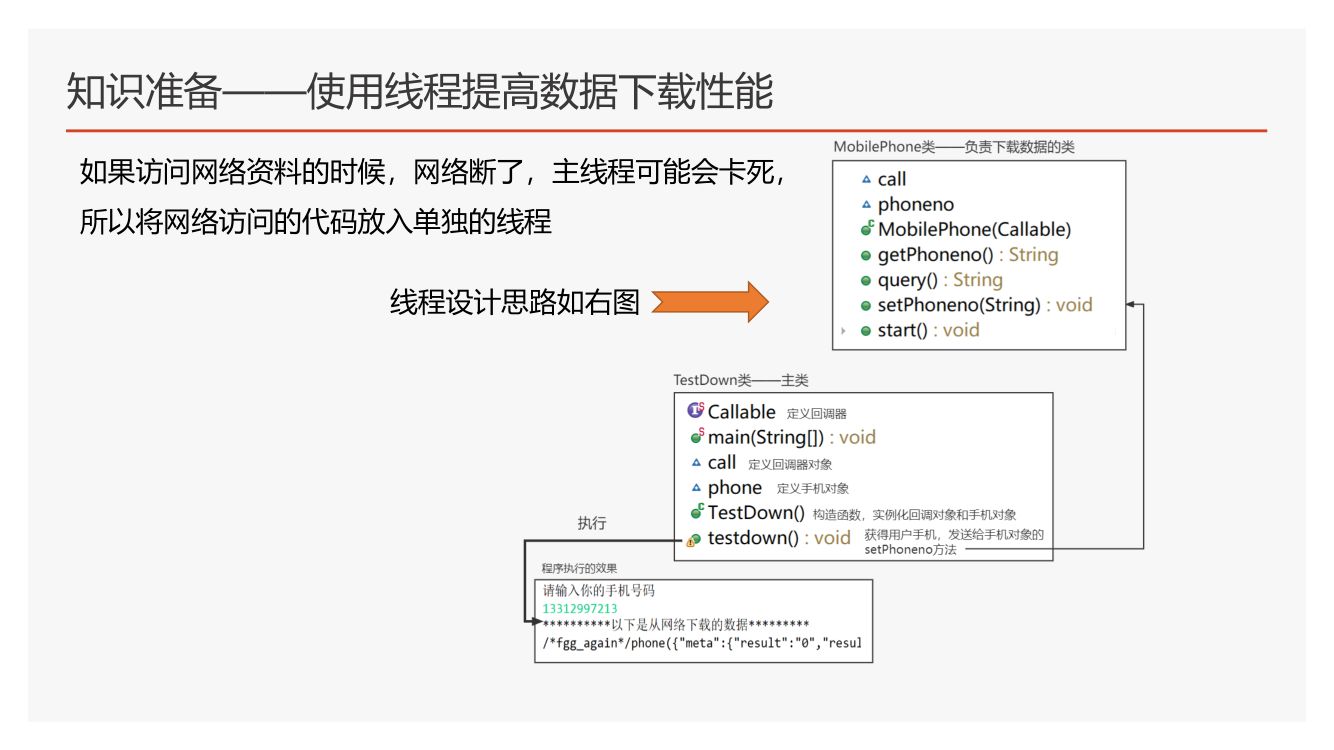 知识准备——使用线程提高数据下载性能
如果访问网络资料的时候，网络断了，主线程可能会卡死，
所以将网络访问的代码放入单独的线程
线程设计思路如右图
MobilePhone类——负责下载数据的类
call
phoneno
MobilePhone(Callable)
getPhoneno() : String
query() : String
setPhoneno(String) : void
start() : void
TestDown类——主类
Callable 定义回调器
main(String[]) : void
call 定义回调器对象
phone 定义手机对象
TestDown() 构造函数，实例化回调对象和手机对象
testdown() : void 获得用户手机，发送给手机对象的
setPhoneno方法
执行
程序执行的效果
请输入你的手机号码
13312997213
**********以下是从网络下载的数据*********
/*fgg_again*/phone({"meta":{"result":"0","resul